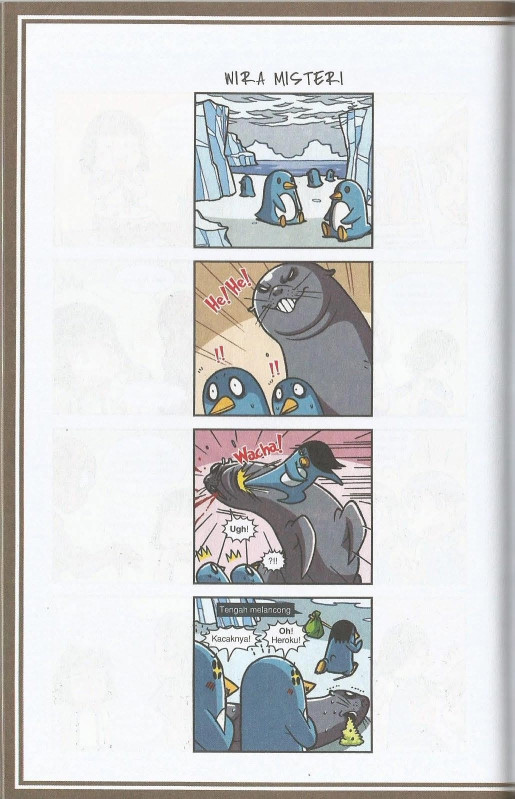 WIRA MISTERI
He! He!
!!
!!
Wacha!
Ugh!
?!!
Tengah melancong
Kacaknya!
Oh!
Heroku!